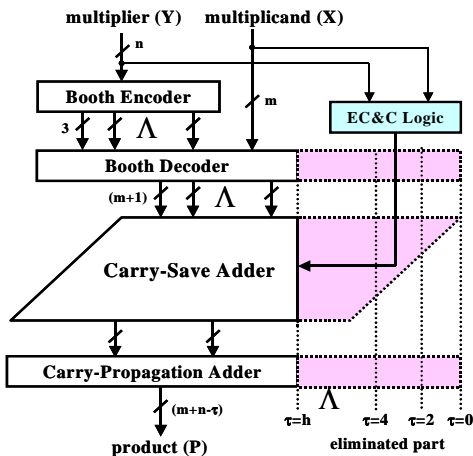 multiplier (Y) multiplicand (X)
n
Booth Encoder
m
EC&C Logic
3 Λ
Booth Decoder
(m+1) Λ
Carry-Save Adder
Carry-Propagation Adder
(m+n-τ) Λ
τ=h τ=4 τ=2 τ=0
product (P) eliminated part